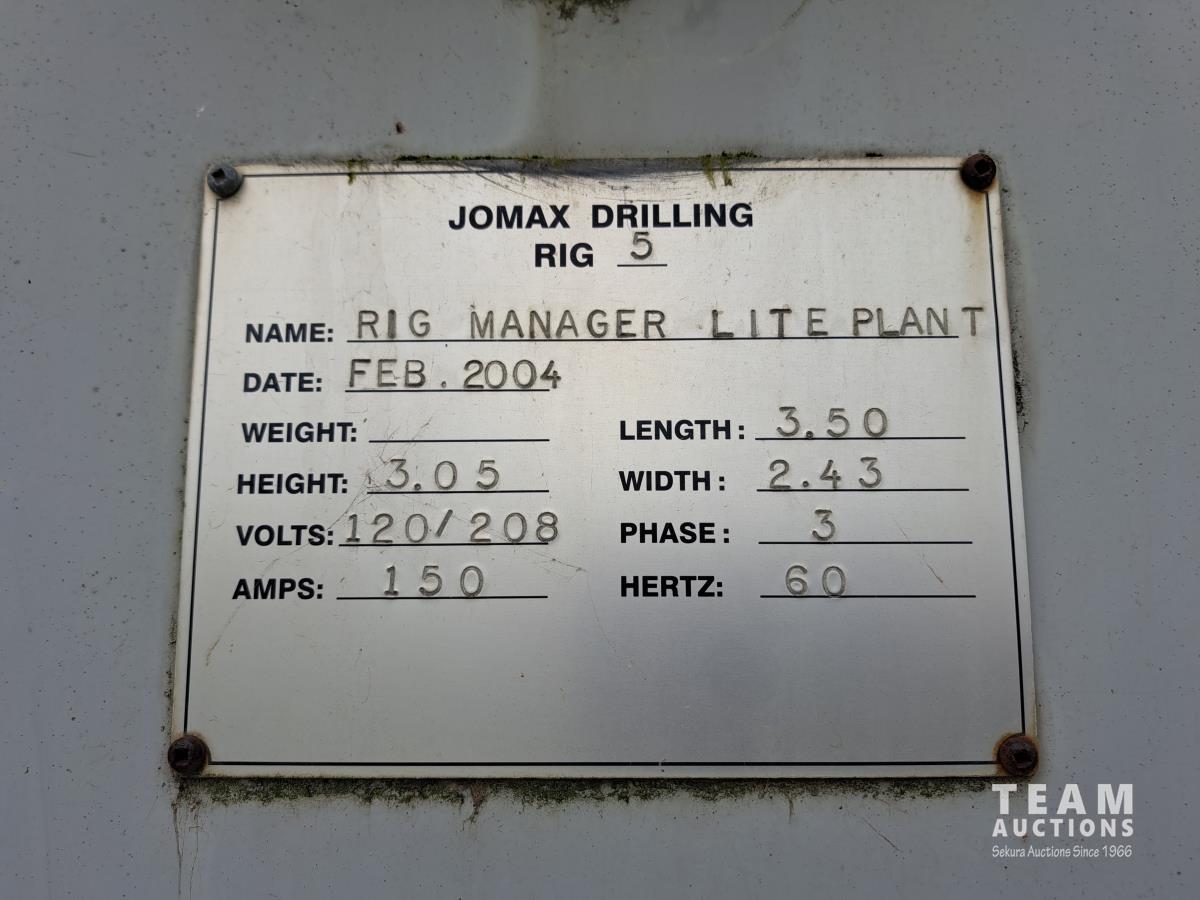 JOMAX DRILLING
RIG 5
NAME: RIG MANAGER LITE PLANT
DATE: FEB. 2004
WEIGHT:
LENGTH: 3.50
HEIGHT: 3.05
WIDTH: 2.43
VOLTS: 120/208
PHASE: 3
AMPS: 150
HERTZ: 60
TEAM
AUCTIONS
Sekura Auctions Since 1966